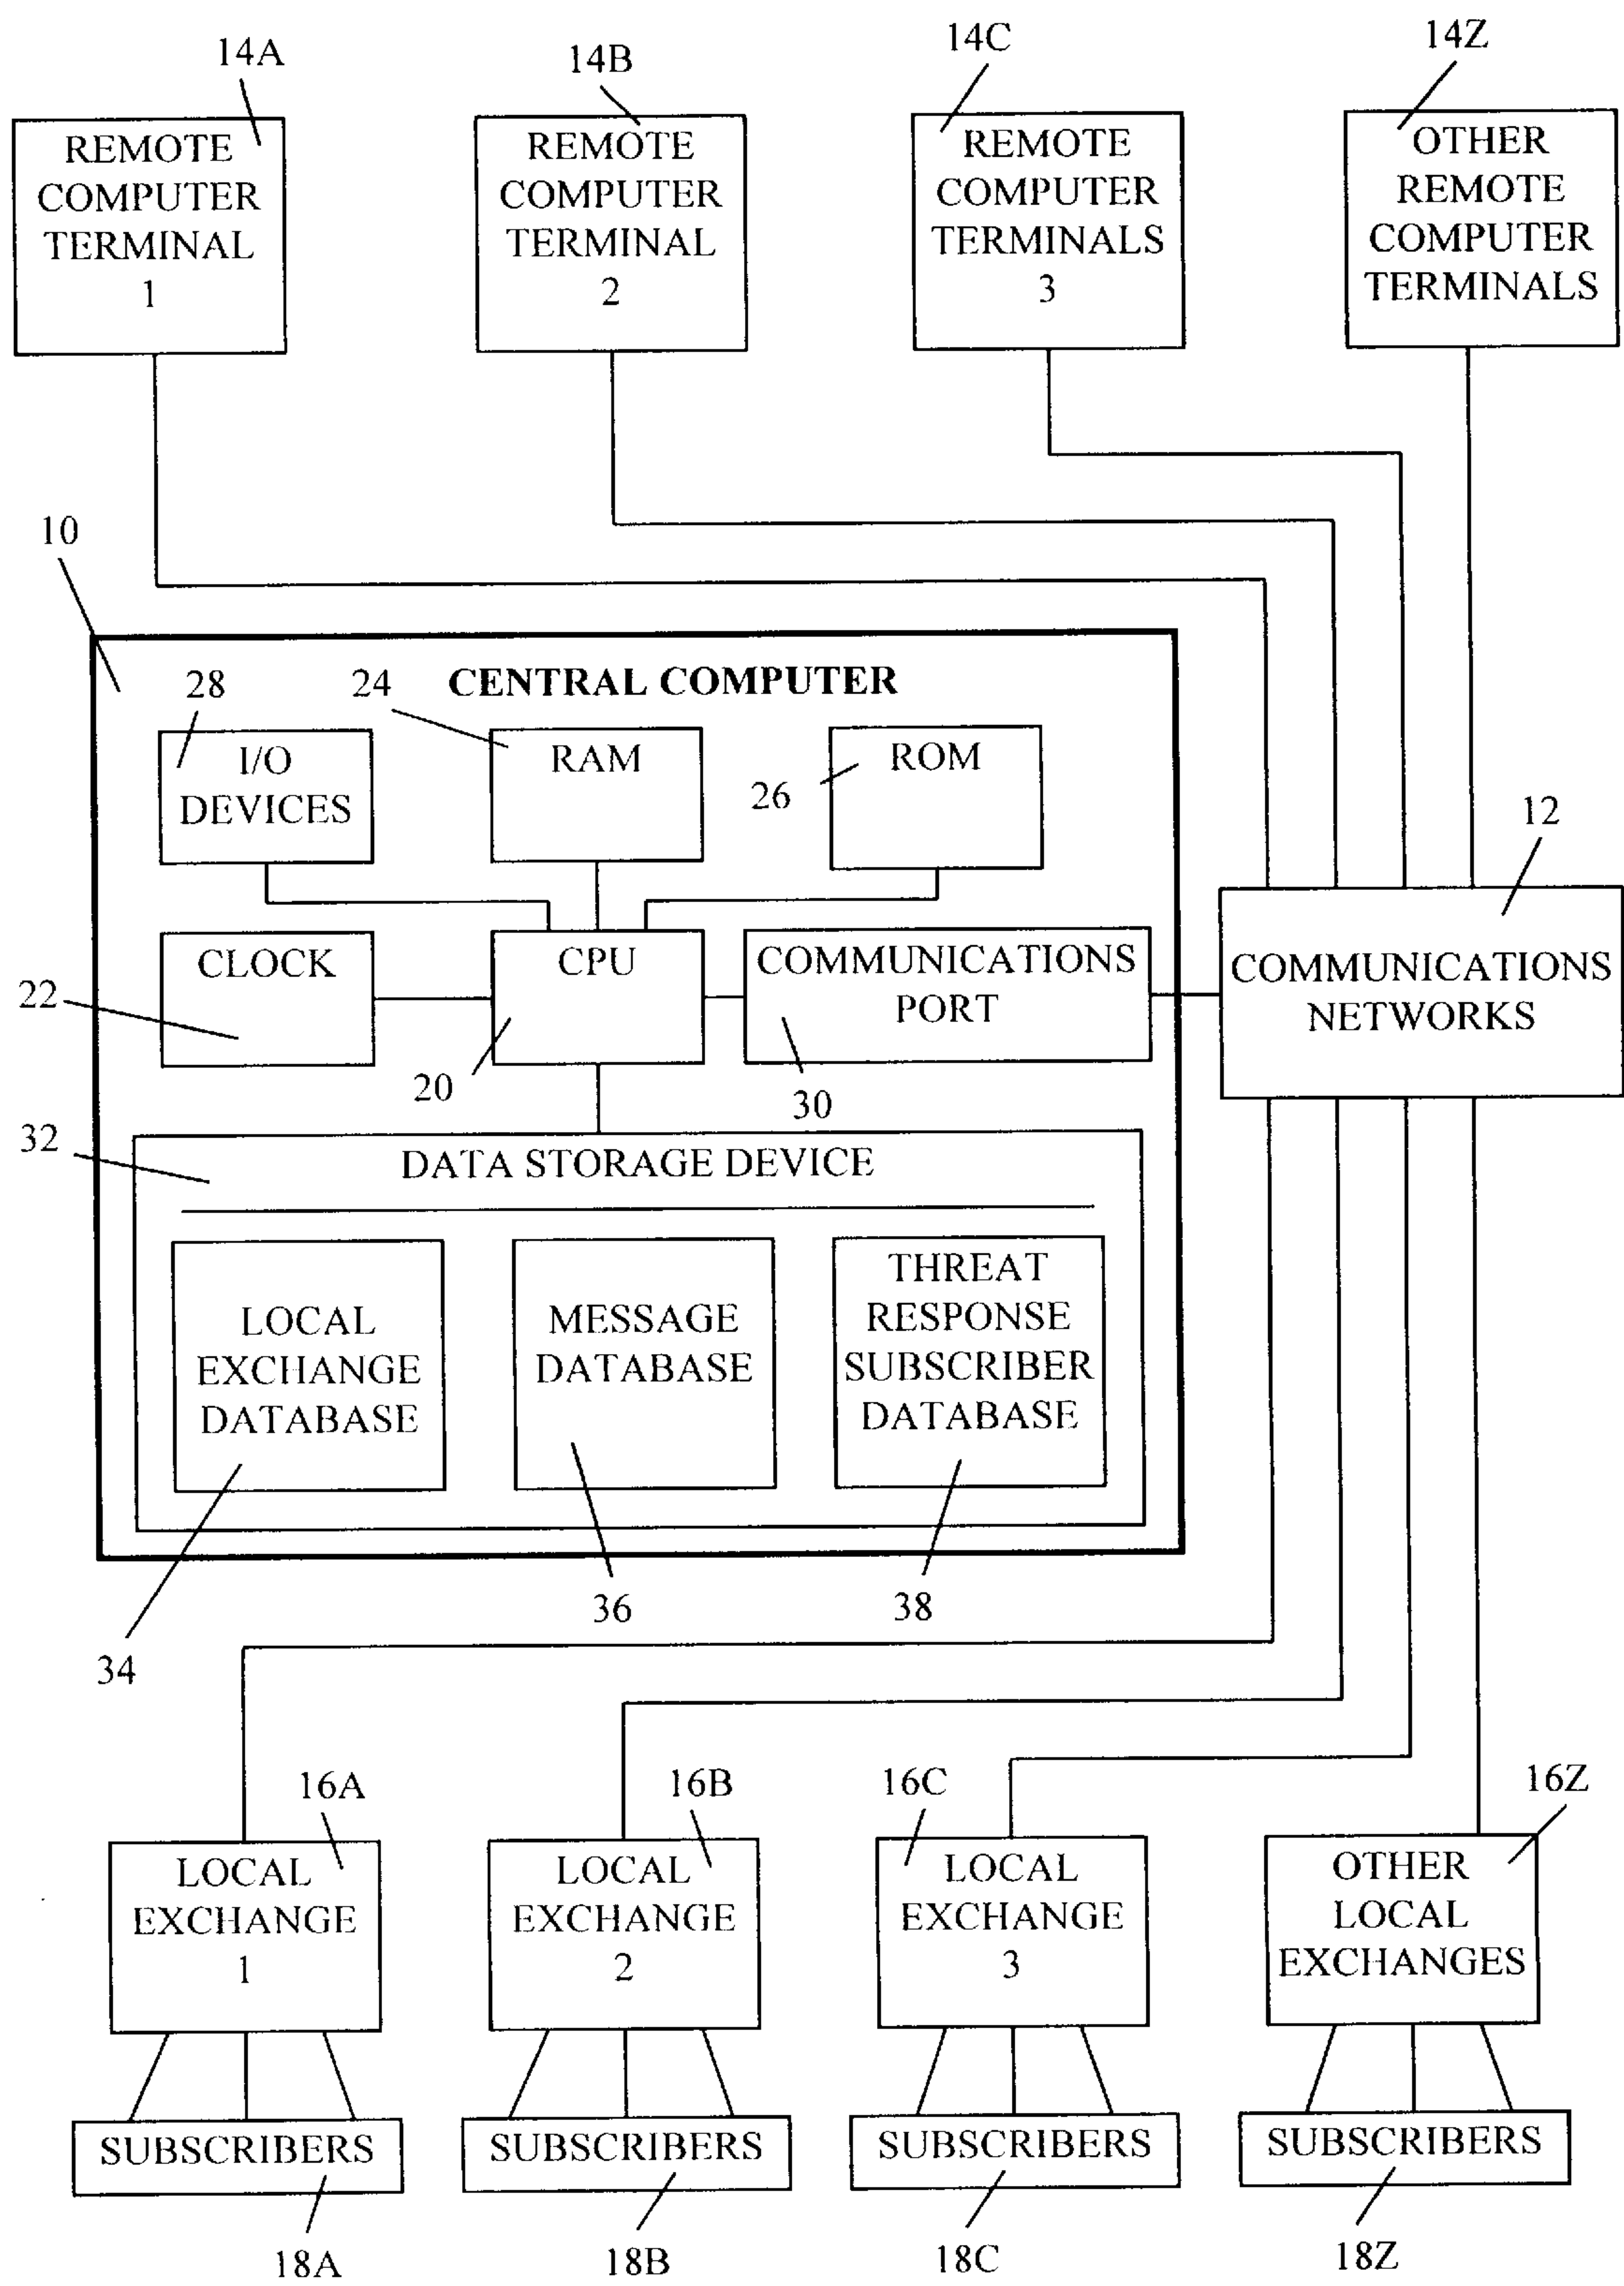 14A
14B
14C
14Z
REMOTE
COMPUTER
TERMINAL
1
REMOTE
COMPUTER
TERMINAL
2
REMOTE
COMPUTER
TERMINALS
3
OTHER
REMOTE
COMPUTER
TERMINALS
10
CENTRAL COMPUTER
28
24
I/O
DEVICES
RAM
26
ROM
12
CLOCK
CPU
COMMUNICATIONS
PORT
COMMUNICATIONS
NETWORKS
22
20
30
32
DATA STORAGE DEVICE
LOCAL
EXCHANGE
DATABASE
MESSAGE
DATABASE
THREAT
RESPONSE
SUBSCRIBER
DATABASE
34
36
38
16A
16B
16C
16Z
LOCAL
EXCHANGE
1
LOCAL
EXCHANGE
2
LOCAL
EXCHANGE
3
OTHER
LOCAL
EXCHANGES
SUBSCRIBERS
SUBSCRIBERS
SUBSCRIBERS
SUBSCRIBERS
18A
18B
18C
18Z